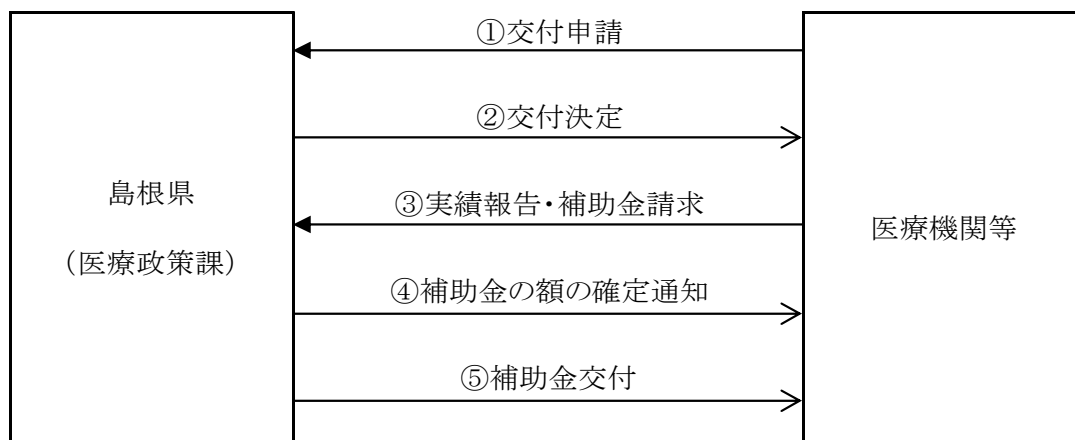 ①交付申請
②交付決定
島根県
(医療政策課)
③実績報告・補助金請求
医療機関等
④補助金の額の確定通知
⑤補助金交付